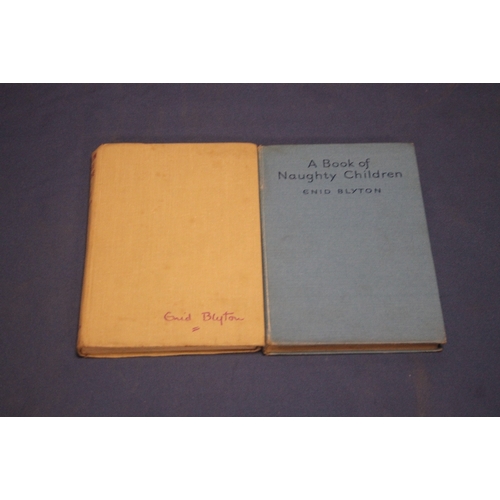 Enid Blyton
A Book of
Naughty Children
ENID BLYTON